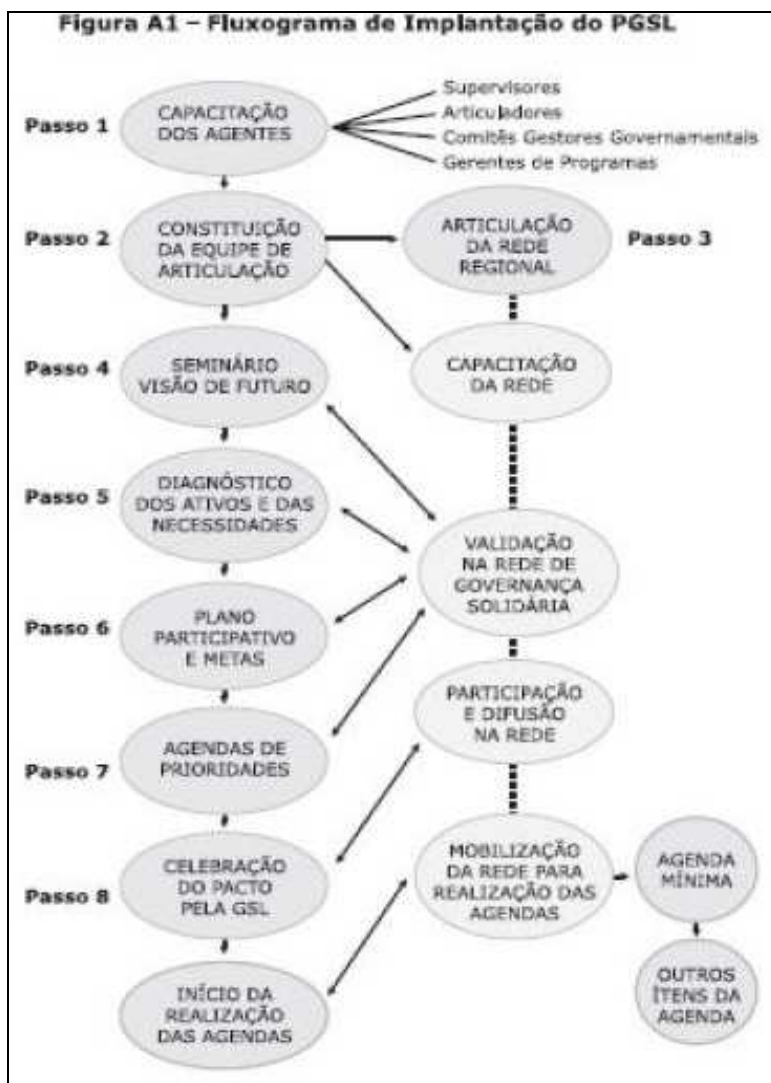 Figura A1 – Fluxograma de Implantação do PGSL
Passo 1
CAPACITAÇÃO
DOS AGENTES
Supervisores
Articuladores
Comitês Gestores Governamentais
Gerentes de Programas
Passo 2
CONSTITUIÇÃO
DA EQUIPE DE
ARTICULAÇÃO
ARTICULAÇÃO
DA REDE
REGIONAL
Passo 3
Passo 4
SEMINÁRIO
VISÃO DE FUTURO
CAPACITAÇÃO
DA REDE
Passo 5
DIAGNÓSTICO
DOS ATIVOS E DAS
NECESSIDADES
VALIDAÇÃO
NA REDE DE
GOVERNANÇA
SOLIDÁRIA
Passo 6
PLANO
PARTICIPATIVO
E METAS
PARTICIPAÇÃO
E DIFUSÃO
NA REDE
Passo 7
AGENDAS DE
PRIORIDADES
Passo 8
CELEBRAÇÃO
DO PACTO
PELA GSL
MOBILIZAÇÃO
DA REDE PARA
REALIZAÇÃO DAS
AGENDAS
AGENDA
MÍNIMA
INÍCIO DA
REALIZAÇÃO
DAS AGENDAS
OUTROS
ÍTENS DA
AGENDA